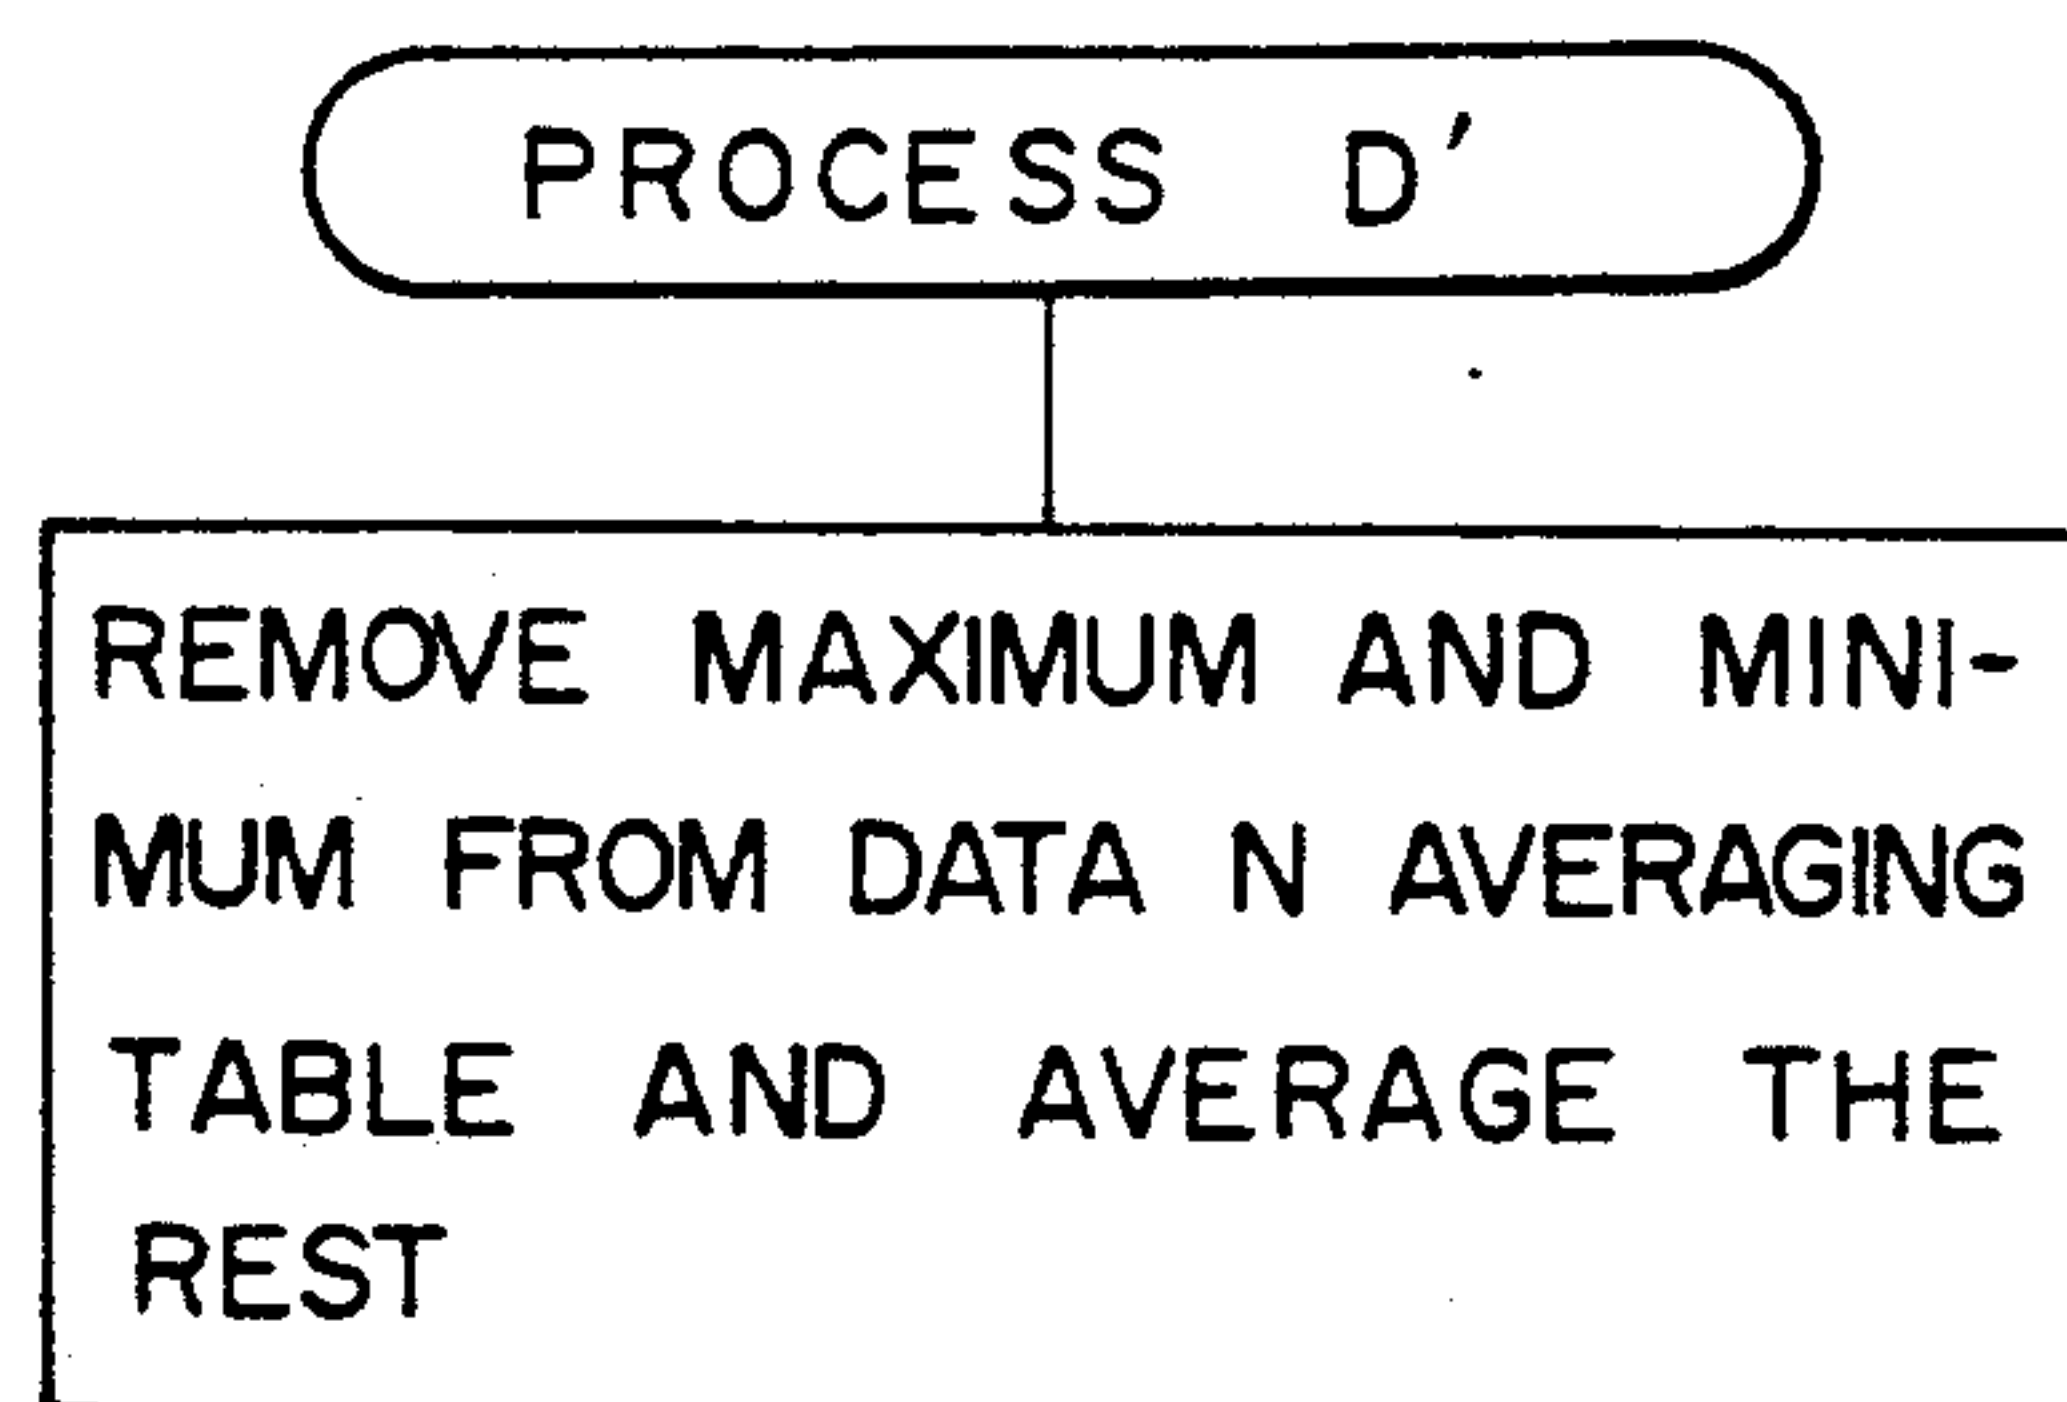 PROCESS D'
REMOVE MAXIMUM AND MINI-
MUM FROM DATA N AVERAGING
TABLE AND AVERAGE THE
REST